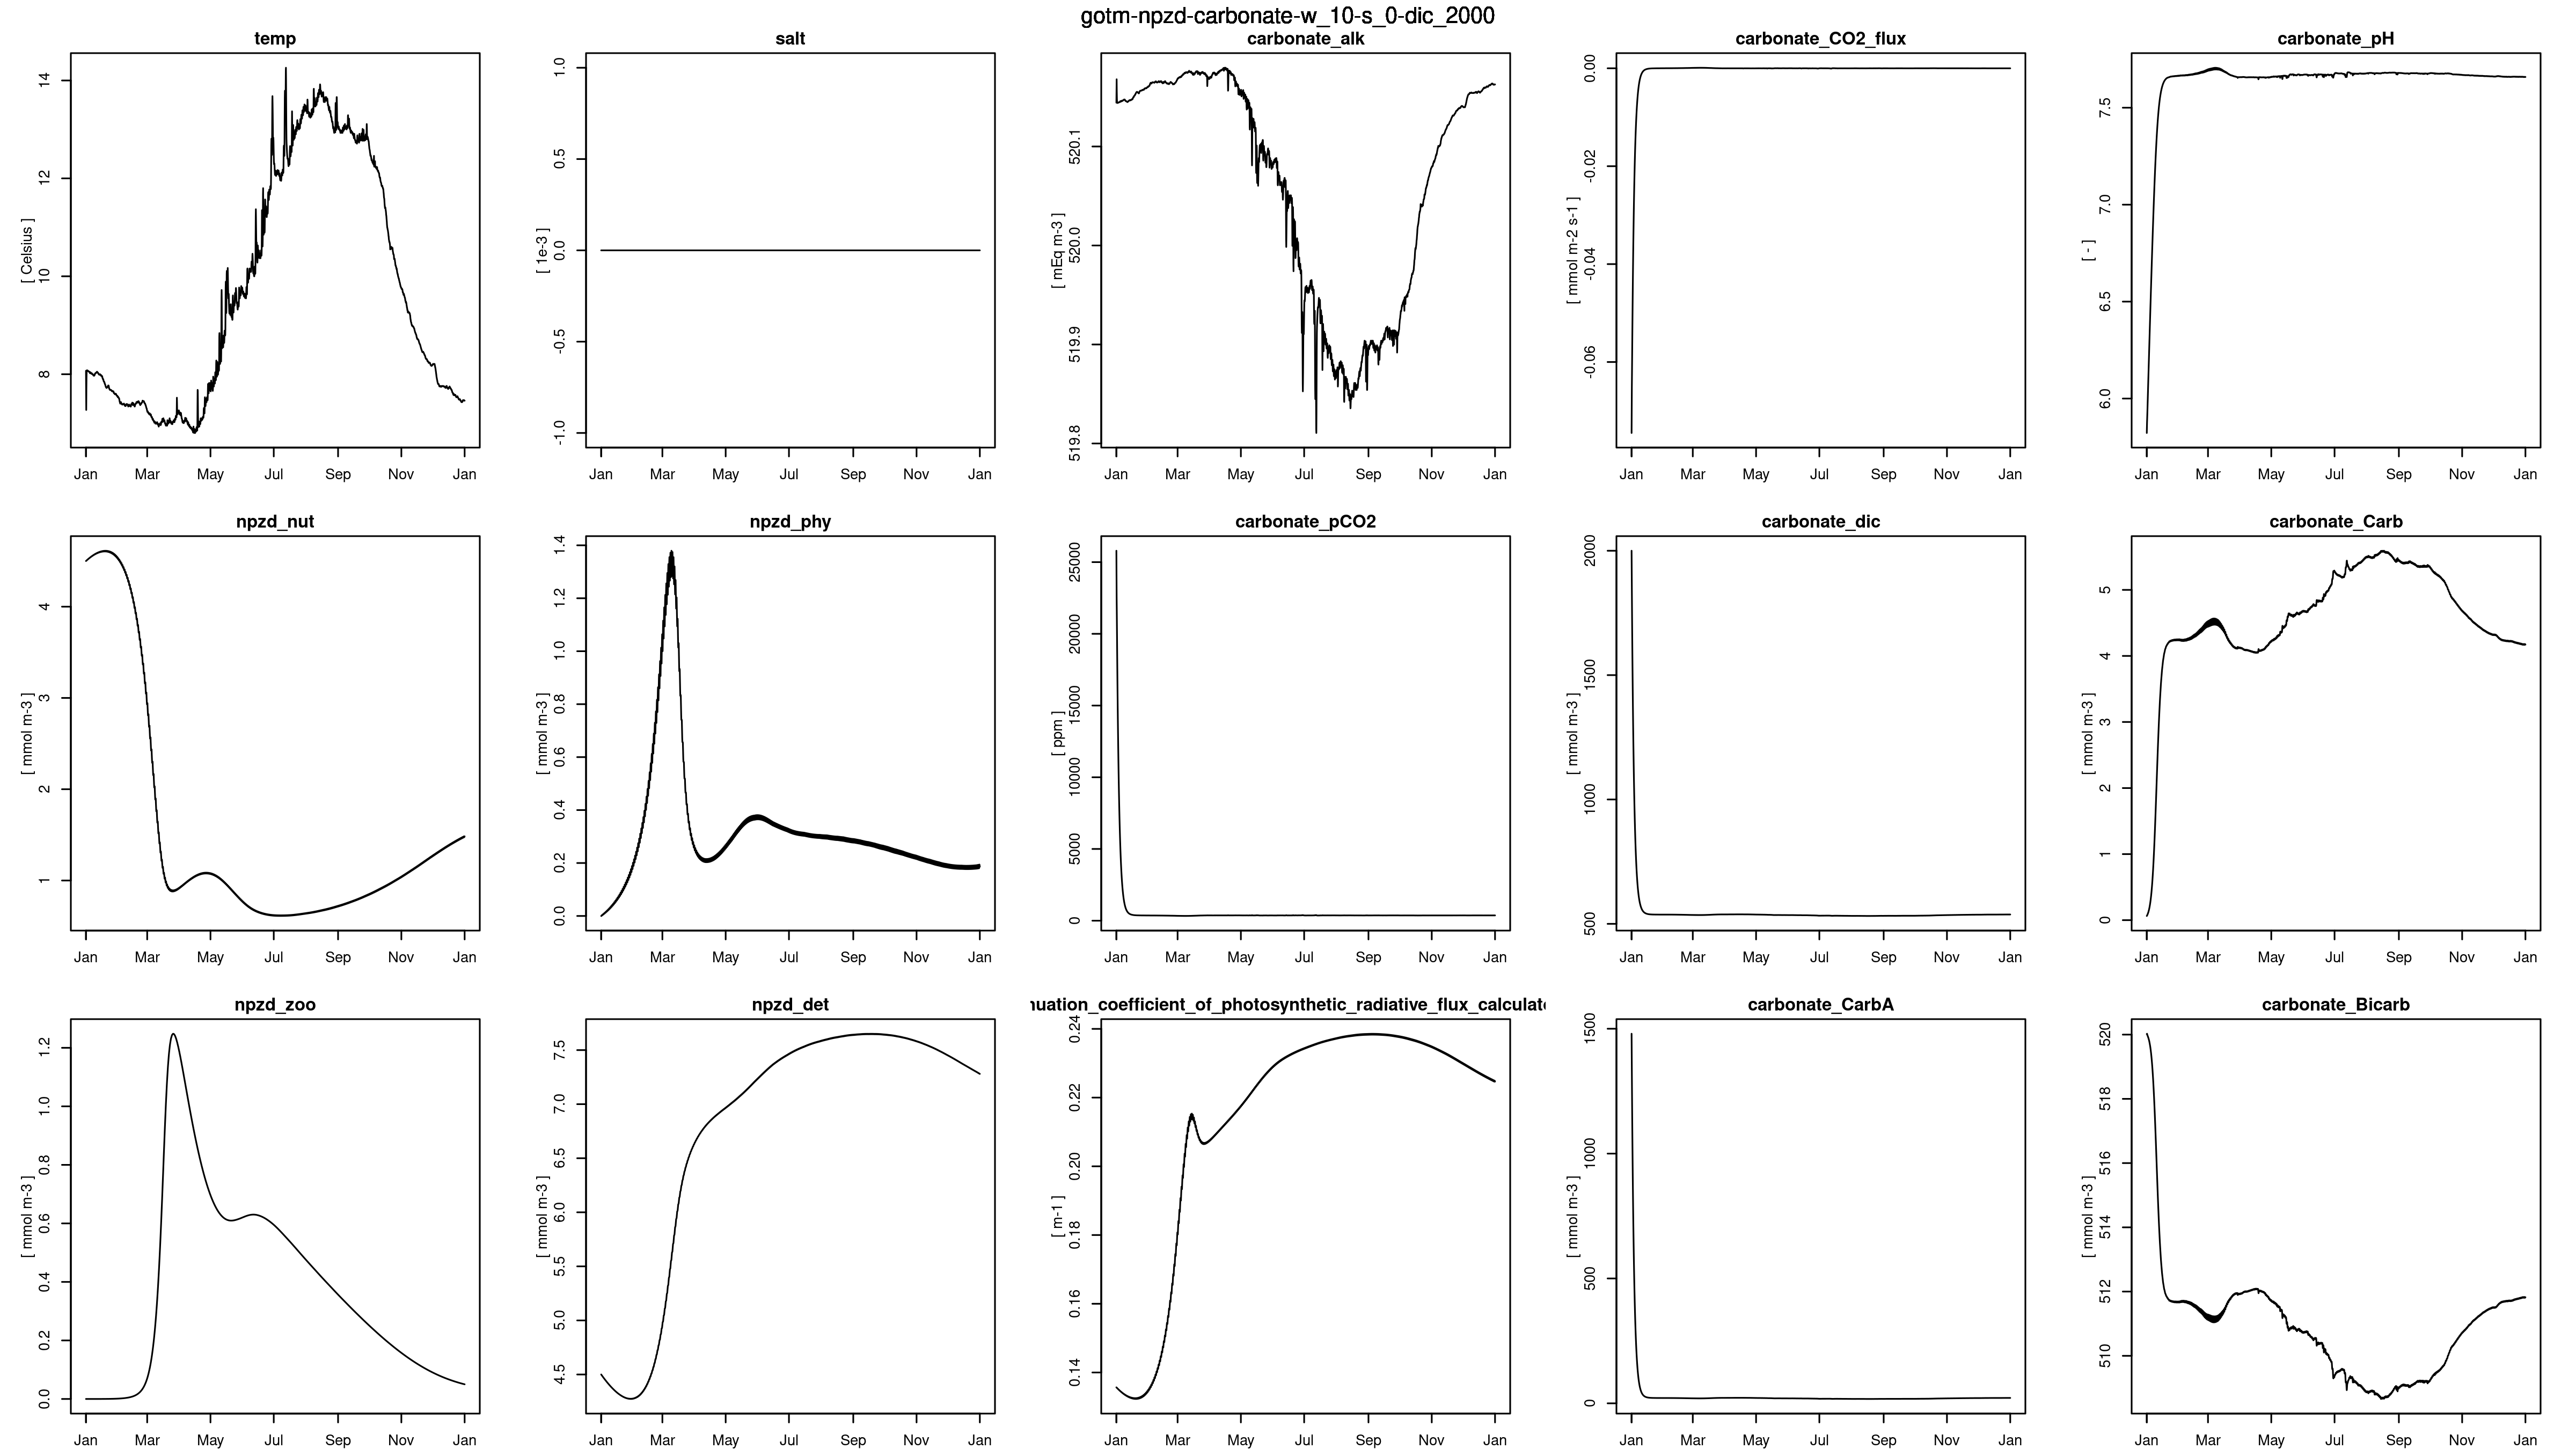 gotm-npzd-carbonate-w_10-s_0-dic_2000
temp
[ Celsius ]
8 10 12 14
Jan Mar May Jul Sep Nov Jan
salt
[ 1e-3 ]
-1.0 -0.5 0.0 0.5 1.0
Jan Mar May Jul Sep Nov Jan
carbonate_alk
[ mEq m-3 ]
519.8 519.9 520.0 520.1
Jan Mar May Jul Sep Nov Jan
carbonate_CO2_flux
[ mmol m-2 s-1 ]
-0.06 -0.04 -0.02 0.00
Jan Mar May Jul Sep Nov Jan
carbonate_pH
[ - ]
6.0 6.5 7.0 7.5
Jan Mar May Jul Sep Nov Jan
npzd_nut
[ mmol m-3 ]
1 2 3 4
Jan Mar May Jul Sep Nov Jan
npzd_phy
[ mmol m-3 ]
0.0 0.2 0.4 0.6 0.8 1.0 1.2 1.4
Jan Mar May Jul Sep Nov Jan
carbonate_pCO2
[ ppm ]
0 5000 10000 15000 20000 25000
Jan Mar May Jul Sep Nov Jan
carbonate_dic
[ mmol m-3 ]
500 1000 1500 2000
Jan Mar May Jul Sep Nov Jan
carbonate_Carb
[ mmol m-3 ]
0 1 2 3 4 5
Jan Mar May Jul Sep Nov Jan
npzd_zoo
[ mmol m-3 ]
0.0 0.2 0.4 0.6 0.8 1.0 1.2
Jan Mar May Jul Sep Nov Jan
npzd_det
[ mmol m-3 ]
4.5 5.0 5.5 6.0 6.5 7.0 7.5
Jan Mar May Jul Sep Nov Jan
nuation_coefficient_of_photosynthetic_radiative_flux_calculate
[ m-1 ]
0.14 0.16 0.18 0.20 0.22 0.24
Jan Mar May Jul Sep Nov Jan
carbonate_CarbA
[ mmol m-3 ]
0 500 1000 1500
Jan Mar May Jul Sep Nov Jan
carbonate_Bicarb
[ mmol m-3 ]
510 512 514 516 518 520
Jan Mar May Jul Sep Nov Jan